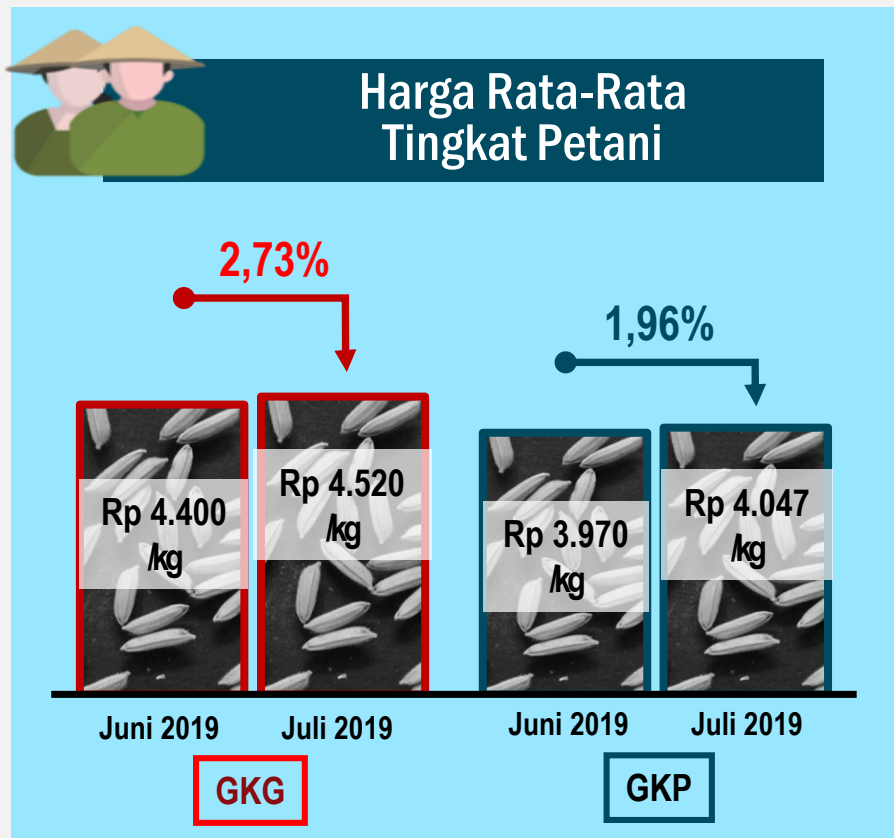 Harga Rata-Rata
Tingkat Petani
2,73%
1,96%
Rp 4.400
/kg
Rp 4.520
/kg
Rp 3.970
/kg
Rp 4.047
/kg
Juni 2019
Juli 2019
Juni 2019
Juli 2019
GKG
GKP